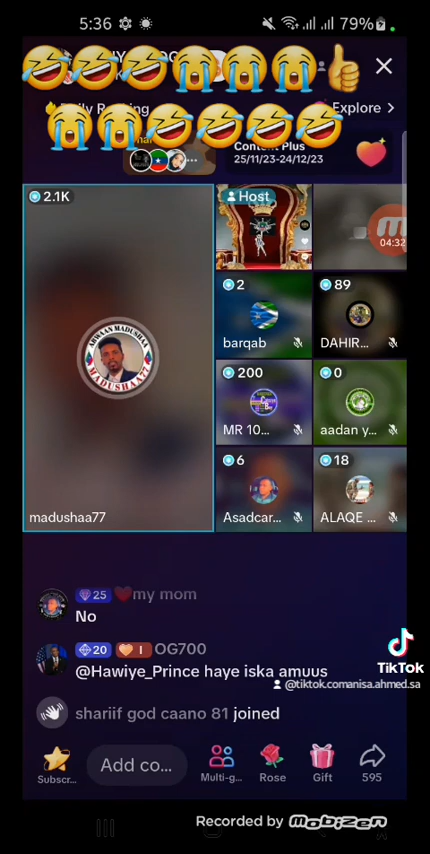 5:36
79%
Explore >
Content Plus
25/11/23-24/12/23
2.1K
Host
04:32
2
89
barqab
DAHIR...
200
0
MR 10...
aadan y...
6
18
Asadcar...
ALAQE ...
ABWAAN MADUSHAA
MADUSHAA77
madushaa77
25 my mom
No
20 I OG700
@Hawiye_Prince haye iska amuus
TikTok
@tiktok.comanisa.ahmed.sa
shariif god caano 81 joined
Subscr...
Add co...
Multi-g...
Rose
Gift
595
Recorded by mobizen